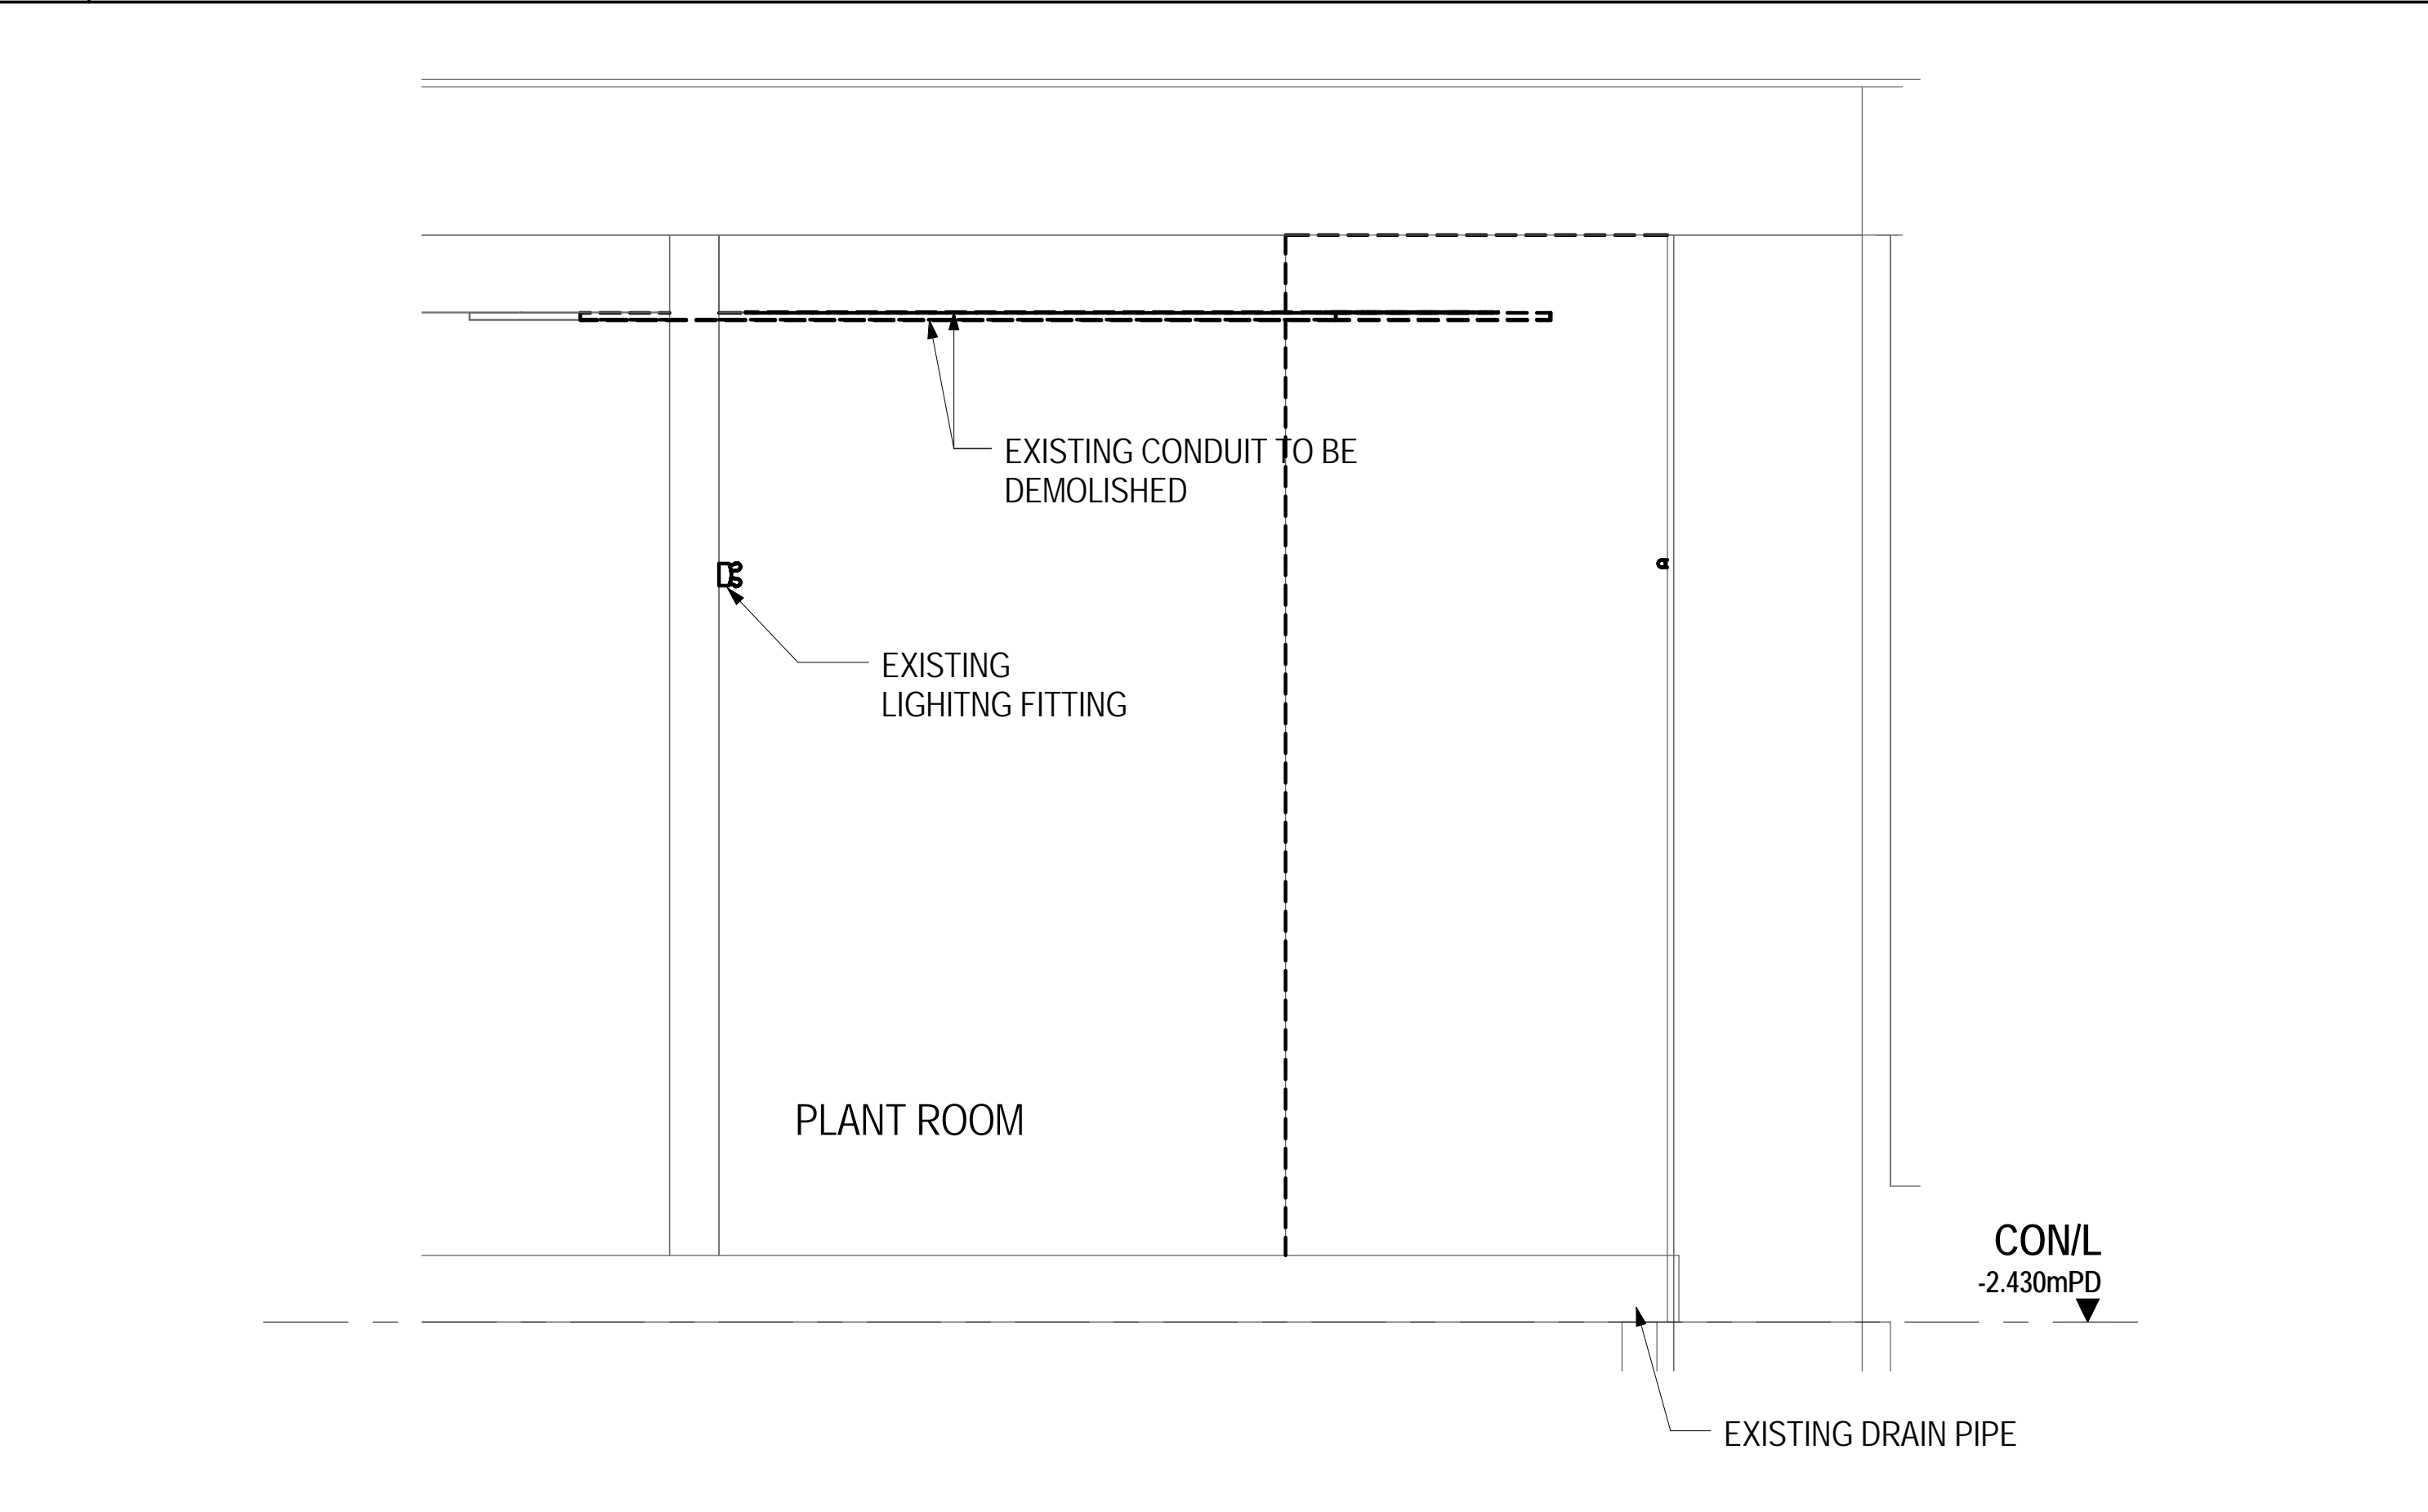 EXISTING CONDUIT TO BE
DEMOLISHED
EXISTING
LIGHITNG FITTING
PLANT ROOM
CON/L
-2.430mPD
EXISTING DRAIN PIPE